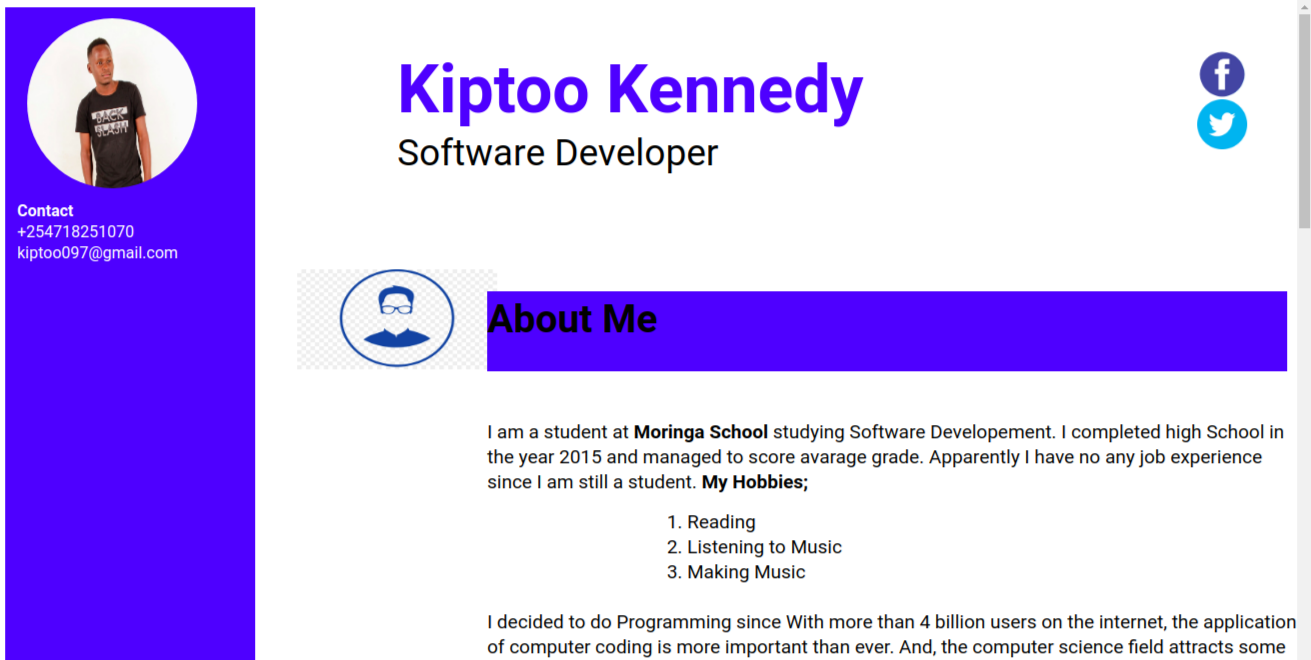 BACK
SLASH
Contact
+254718251070
kiptoo097@gmail.com
Kiptoo Kennedy
Software Developer
About Me
I am a student at Moringa School studying Software Developement. I completed high School in
the year 2015 and managed to score avarage grade. Apparently I have no any job experience
since I am still a student. My Hobbies;
1. Reading
2. Listening to Music
3. Making Music
I decided to do Programming since With more than 4 billion users on the internet, the application
of computer coding is more important than ever. And, the computer science field attracts some